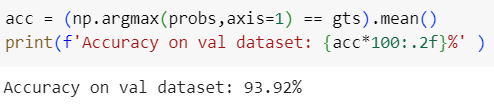 acc = (np.argmax(probs,axis=1) == gts).mean()
print(f'Accuracy on val dataset: {acc*100:.2f}%' )
Accuracy on val dataset: 93.92%